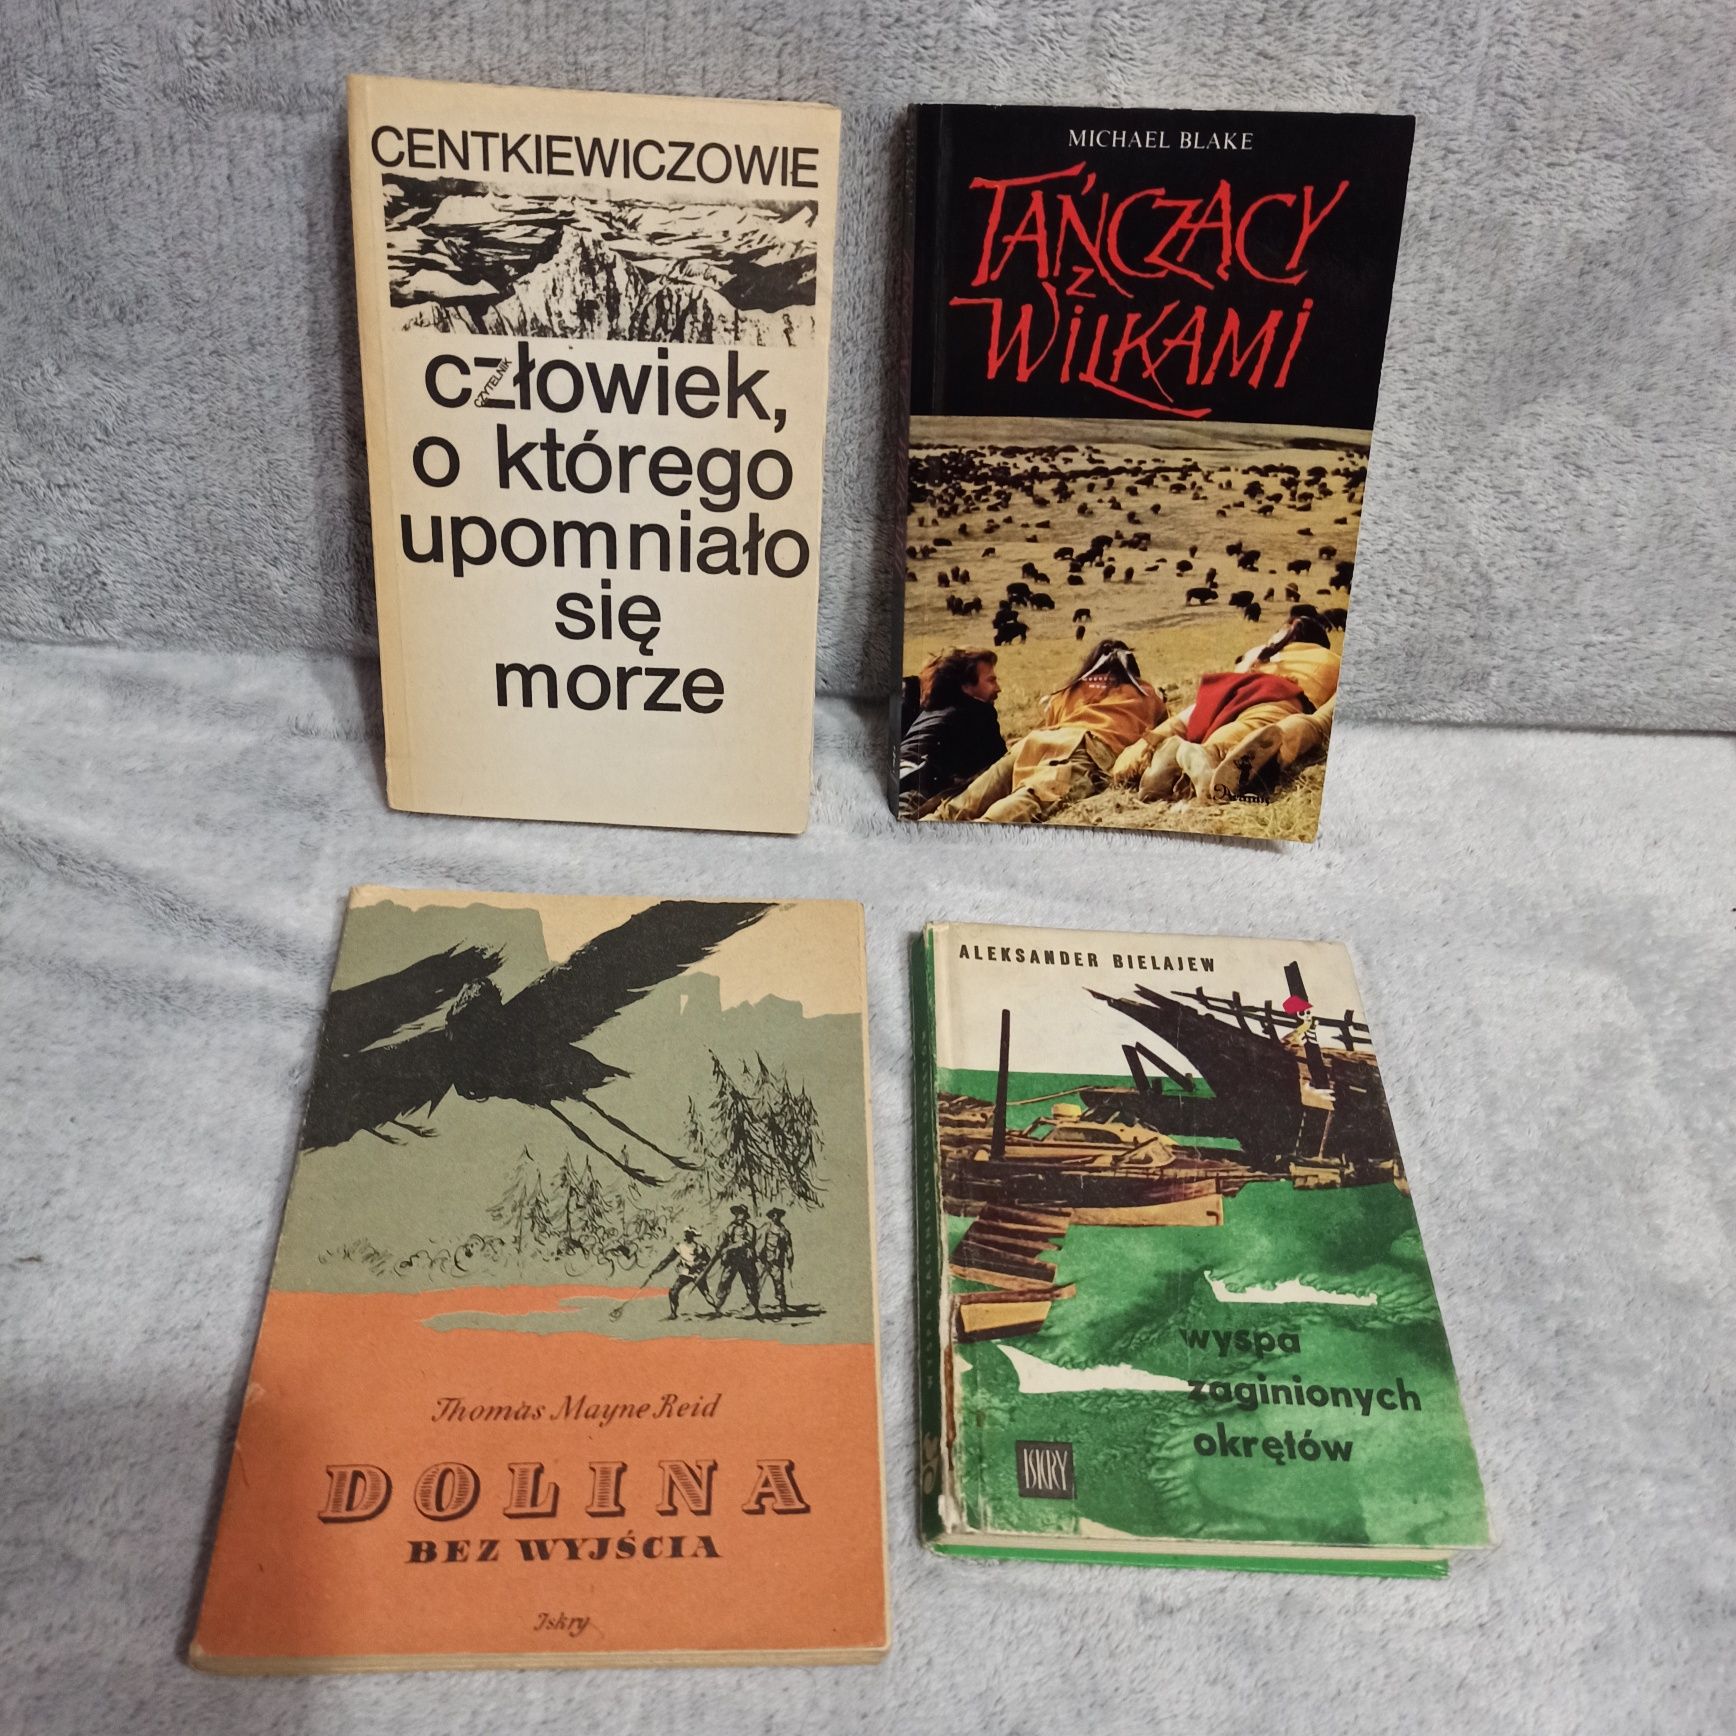 CENTKIEWICZOWIE
człowiek,
CZYTELNIK
o którego
upomniało
się
morze
MICHAEL BLAKE
TAŃCZĄCY
Z
WILKAMI
Thomas Mayne Reid
DOLINA
BEZ WYJŚCIA
Iskry
ALEKSANDER BIELAJEW
wyspa
zaginionych
okrętów
ISKRY